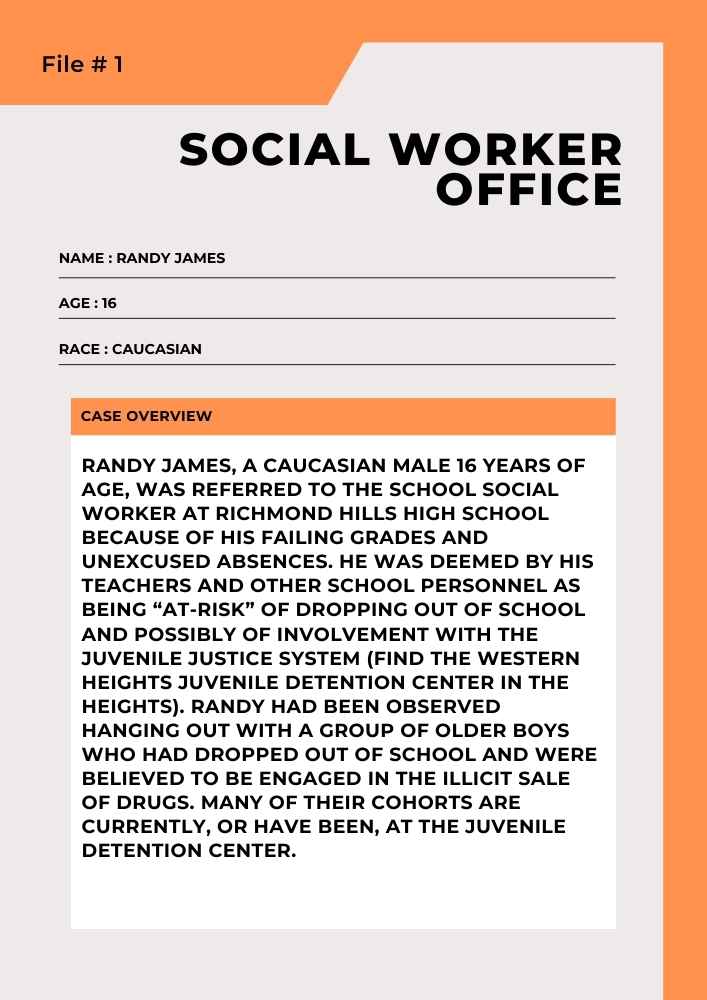 File # 1
SOCIAL WORKER
OFFICE
NAME : RANDY JAMES
AGE : 16
RACE : CAUCASIAN
CASE OVERVIEW
RANDY JAMES, A CAUCASIAN MALE 16 YEARS OF
AGE, WAS REFERRED TO THE SCHOOL SOCIAL
WORKER AT RICHMOND HILLS HIGH SCHOOL
BECAUSE OF HIS FAILING GRADES AND
UNEXCUSED ABSENCES. HE WAS DEEMED BY HIS
TEACHERS AND OTHER SCHOOL PERSONNEL AS
BEING “AT-RISK” OF DROPPING OUT OF SCHOOL
AND POSSIBLY OF INVOLVEMENT WITH THE
JUVENILE JUSTICE SYSTEM (FIND THE WESTERN
HEIGHTS JUVENILE DETENTION CENTER IN THE
HEIGHTS). RANDY HAD BEEN OBSERVED
HANGING OUT WITH A GROUP OF OLDER BOYS
WHO HAD DROPPED OUT OF SCHOOL AND WERE
BELIEVED TO BE ENGAGED IN THE ILLICIT SALE
OF DRUGS. MANY OF THEIR COHORTS ARE
CURRENTLY, OR HAVE BEEN, AT THE JUVENILE
DETENTION CENTER.